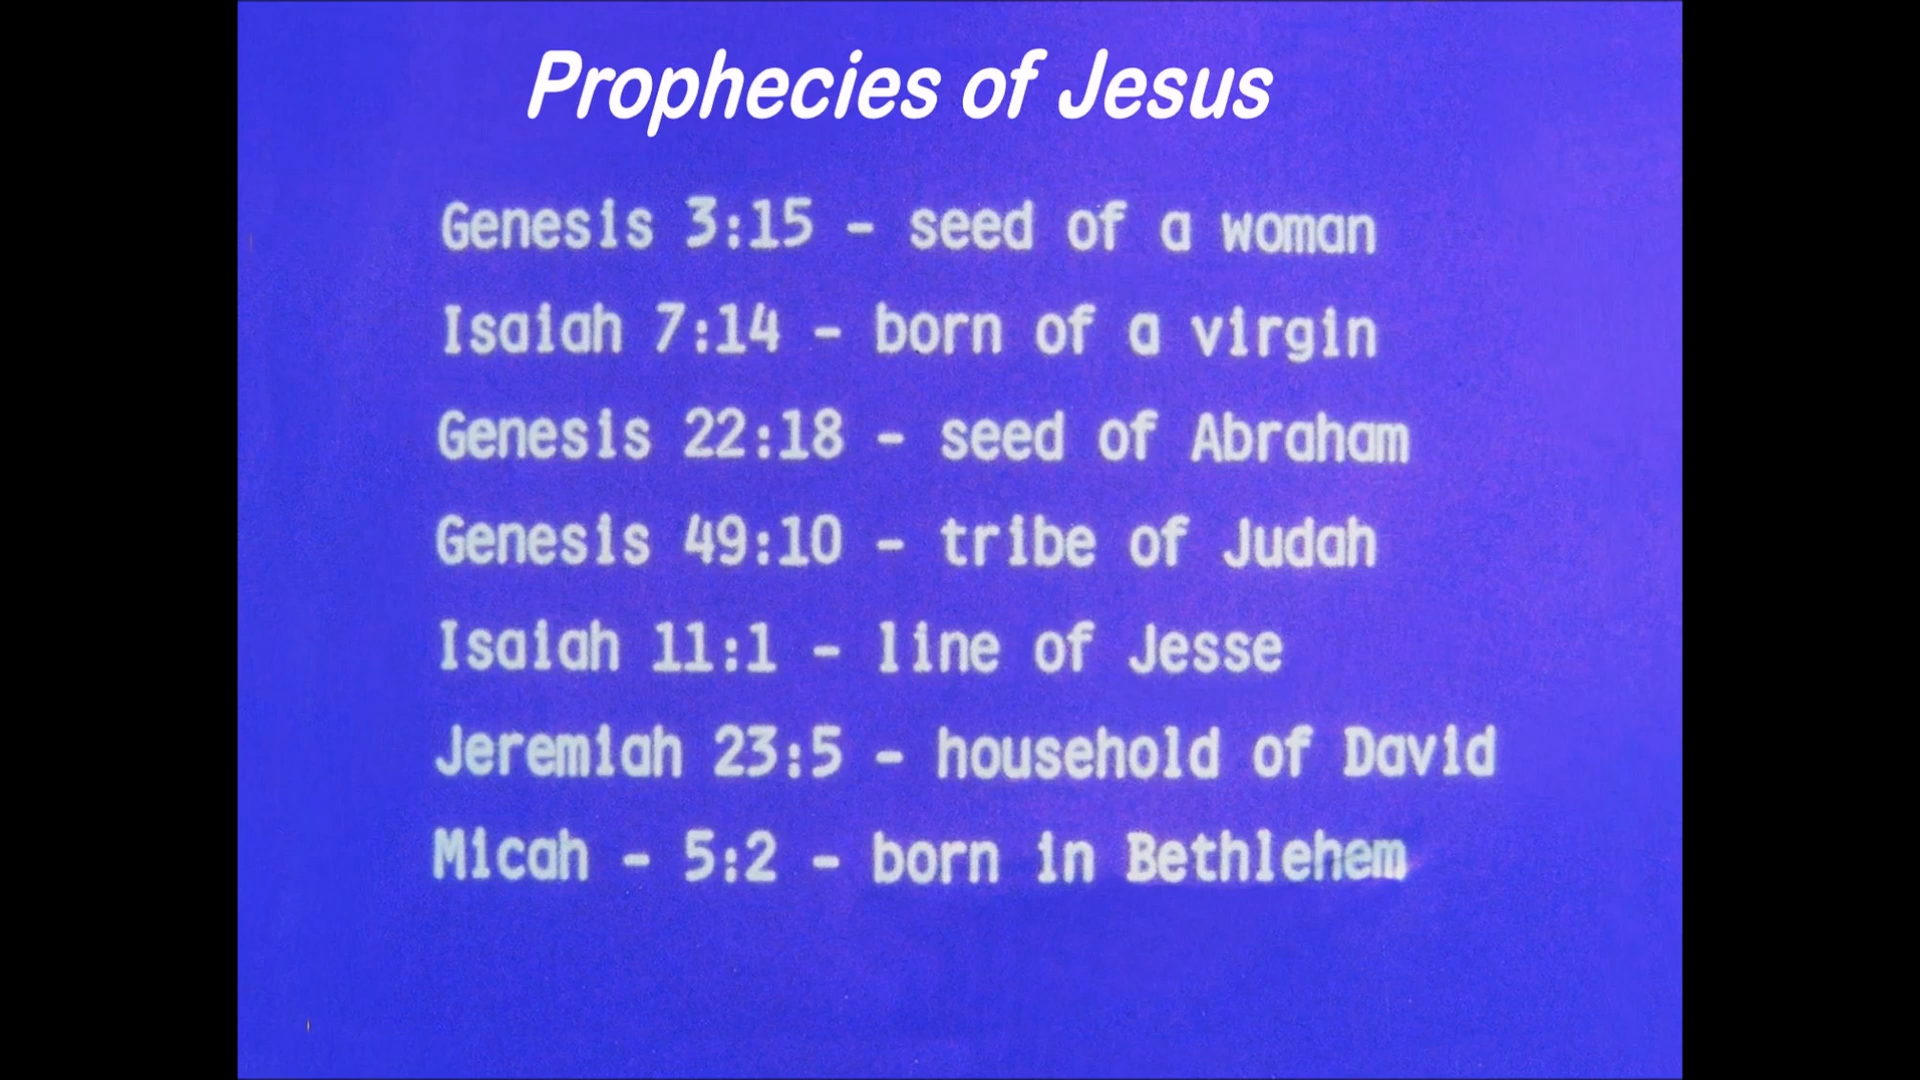 Prophecies of Jesus
Genesis 3:15 - seed of a woman
Isaiah 7:14 - born of a virgin
Genesis 22:18 - seed of Abraham
Genesis 49:10 - tribe of Judah
Isaiah 11:1 - line of Jesse
Jeremiah 23:5 - household of David
Micah - 5:2 - born in Bethlehem